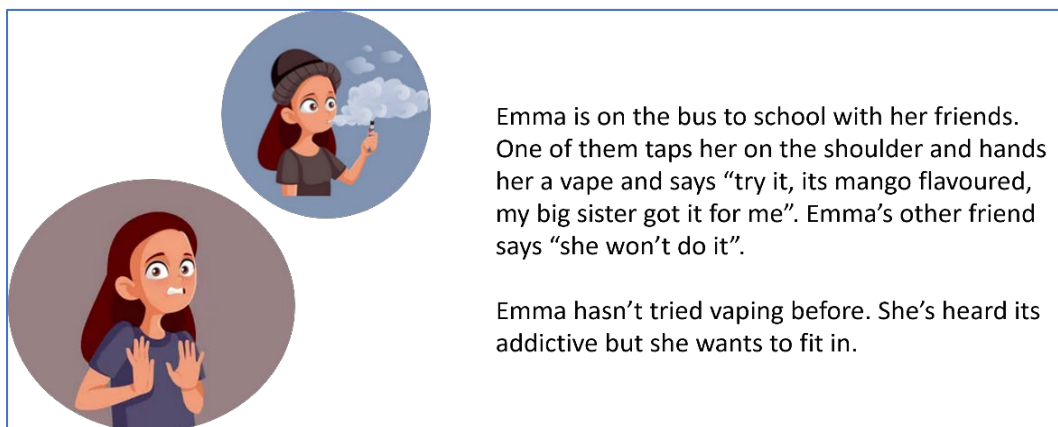 Emma is on the bus to school with her friends.
One of them taps her on the shoulder and hands
her a vape and says “try it, its mango flavoured,
my big sister got it for me”. Emma’s other friend
says “she won’t do it”.
Emma hasn’t tried vaping before. She’s heard its
addictive but she wants to fit in.